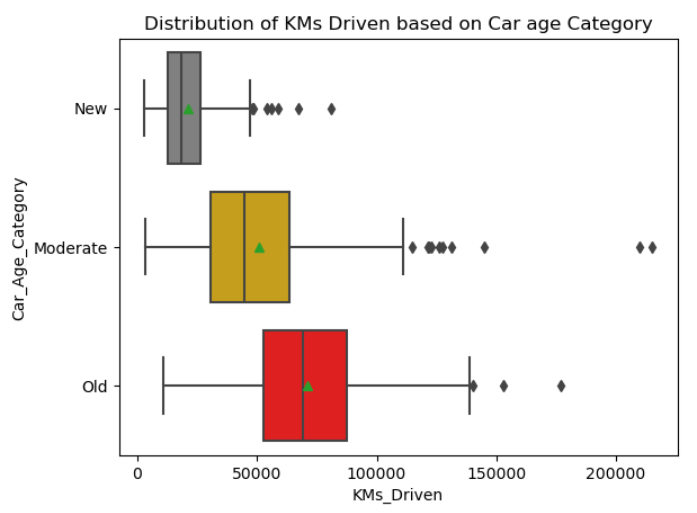 Distribution of KMs Driven based on Car age Category
New
Moderate
Old
Car_Age_Category
0 50000 100000 150000 200000
KMs_Driven